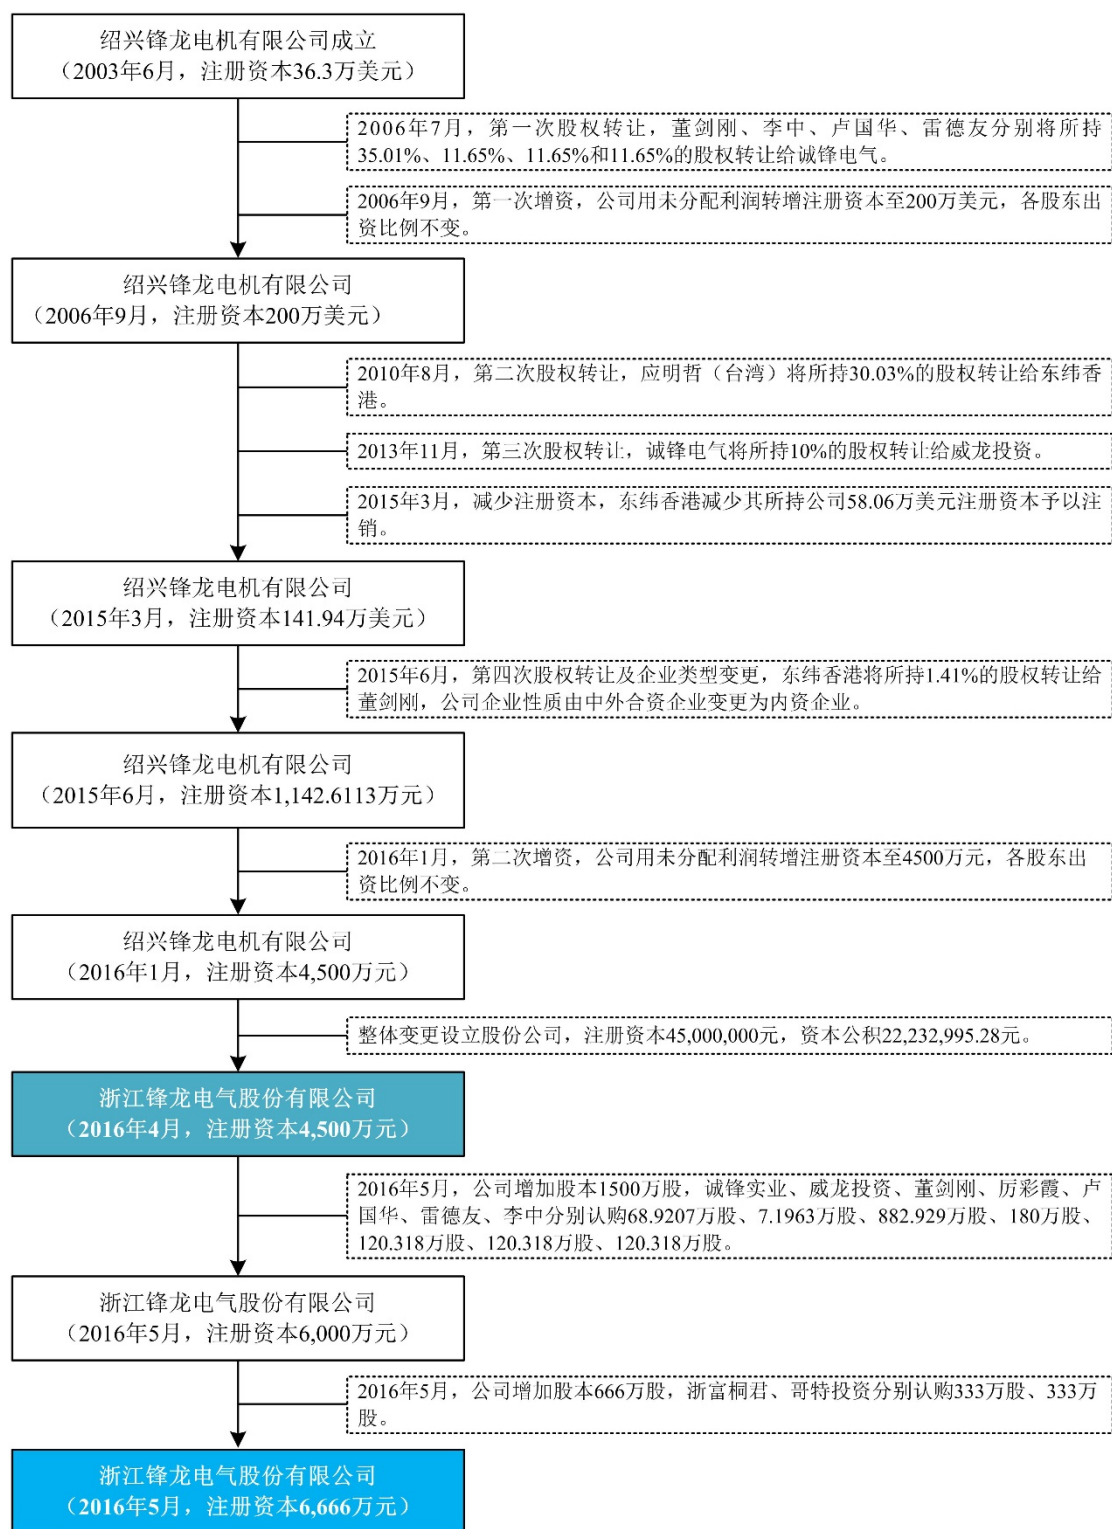 绍兴锋龙电机有限公司成立
（2003年6月，注册资本36.3万美元）
2006年7月，第一次股权转让，董剑刚、李中、卢国华、雷德友分别将所持
35.01%、11.65%、11.65%和11.65%的股权转让给诚锋电气。
2006年9月，第一次增资，公司用未分配利润转增注册资本至200万美元，各股东出
资比例不变。
绍兴锋龙电机有限公司
（2006年9月，注册资本200万美元）
2010年8月，第二次股权转让，应明哲（台湾）将所持30.03%的股权转让给东纬香
港。
2013年11月，第三次股权转让，诚锋电气将所持10%的股权转让给威龙投资。
2015年3月，减少注册资本，东纬香港减少其所持公司58.06万美元注册资本予以注
销。
绍兴锋龙电机有限公司
（2015年3月，注册资本141.94万美元）
2015年6月，第四次股权转让及企业类型变更，东纬香港将所持1.41%的股权转让给
董剑刚，公司企业性质由中外合资企业变更为内资企业。
绍兴锋龙电机有限公司
（2015年6月，注册资本1,142.6113万元）
2016年1月，第二次增资，公司用未分配利润转增注册资本至4500万元，各股东出
资比例不变。
绍兴锋龙电机有限公司
（2016年1月，注册资本4,500万元）
整体变更设立股份公司，注册资本45,000,000元，资本公积22,232,995.28元。
浙江锋龙电气股份有限公司
（2016年4月，注册资本4,500万元）
2016年5月，公司增加股本1500万股，诚锋实业、威龙投资、董剑刚、厉彩霞、卢
国华、雷德友、李中分别认购68.9207万股、7.1963万股、882.929万股、180万股、
120.318万股、120.318万股、120.318万股。
浙江锋龙电气股份有限公司
（2016年5月，注册资本6,000万元）
2016年5月，公司增加股本666万股，浙富桐君、哥特投资分别认购333万股、333万
股。
浙江锋龙电气股份有限公司
（2016年5月，注册资本6,666万元）